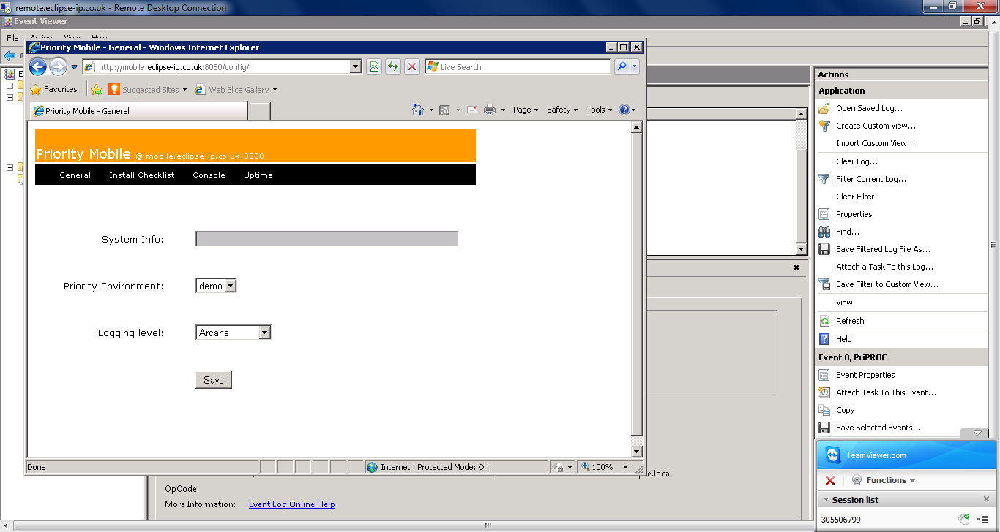 remote.eclipse-ip.co.uk - Remote Desktop Connection
Event Viewer
File Action View Help
Priority Mobile - General - Windows Internet Explorer
http://mobile.eclipse-ip.co.uk:8080/config/
Live Search
Favorites
Suggested Sites
Web Slice Gallery
Priority Mobile - General
Page
Safety
Tools
Priority Mobile @ mobile.eclipse-ip.co.uk:8080
General Install Checklist Console Uptime
System Info:
Priority Environment: demo
Logging level: Arcane
Save
Done
Internet | Protected Mode: On
100%
.local
OpCode:
More Information: Event Log Online Help
Actions
Application
Open Saved Log...
Create Custom View...
Import Custom View...
Clear Log...
Filter Current Log...
Clear Filter
Properties
Find...
Save Filtered Log File As...
Attach a Task To this Log...
Save Filter to Custom View...
View
Refresh
Help
Event 0, PriPROC
Event Properties
Attach Task To This Event...
Copy
Save Selected Events...
TeamViewer.com
Functions
Session list
305506799